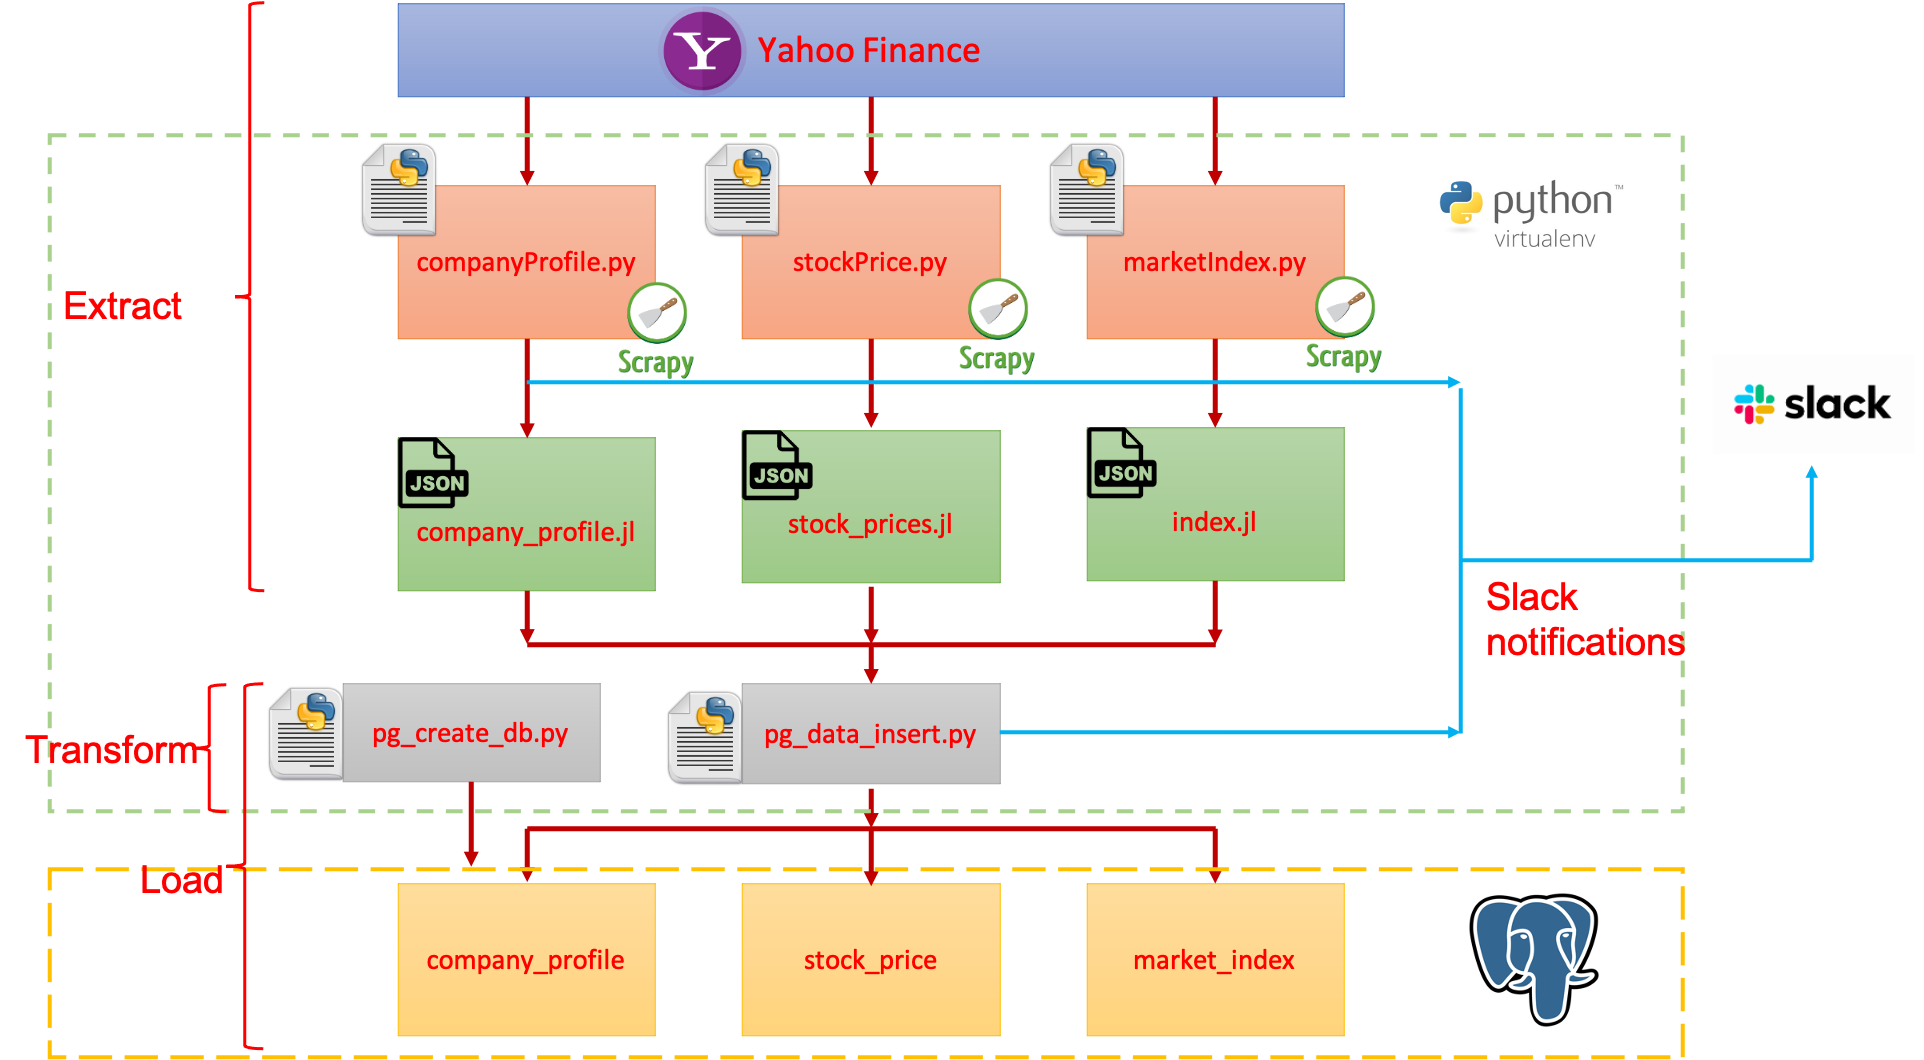 Y Yahoo Finance
python™
virtualenv
companyProfile.py
stockPrice.py
marketIndex.py
Extract
Scrapy
Scrapy
Scrapy
slack
JSON
JSON
JSON
company_profile.jl
stock_prices.jl
index.jl
Slack
notifications
Transform
pg_create_db.py
pg_data_insert.py
Load
company_profile
stock_price
market_index